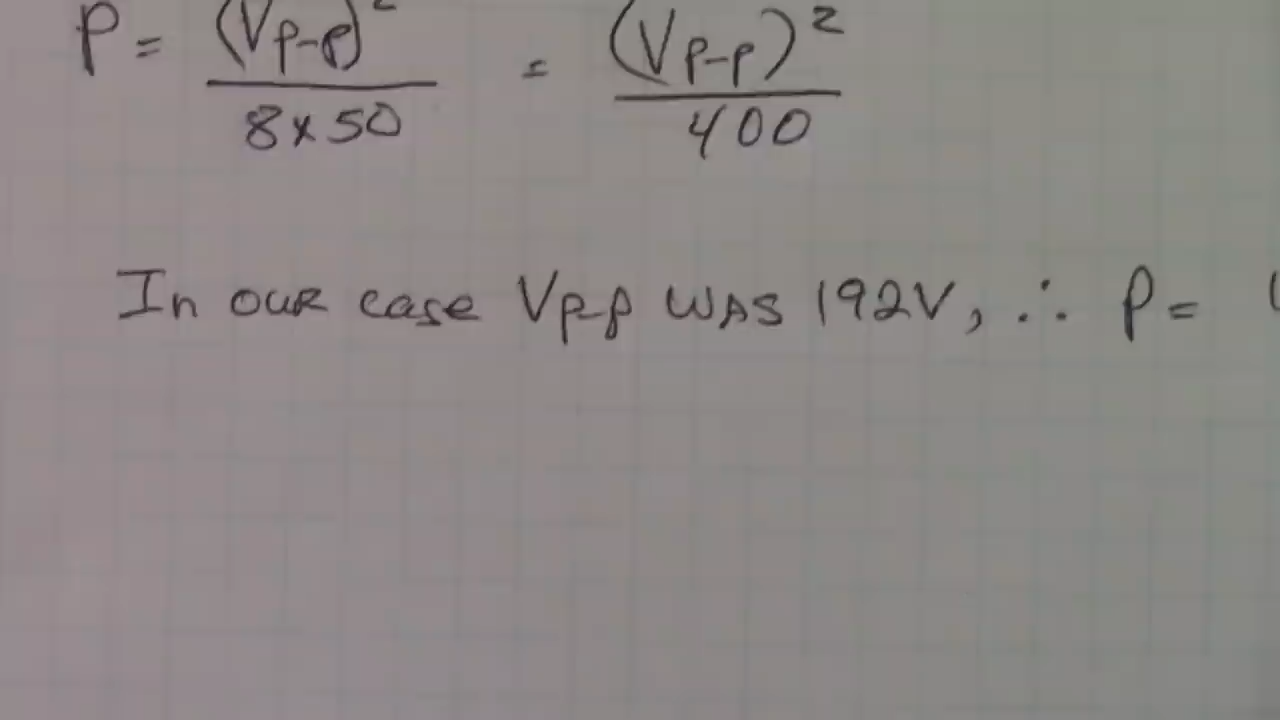 P = (Vp-p)² / 8x50 = (Vp-p)² / 400
In our case Vp-p was 192V, ∴ P = (